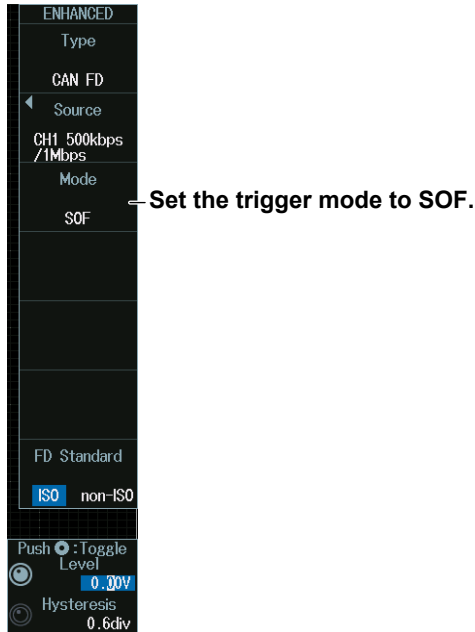 ENHANCED
Type
CAN FD
Source
CH1 500kbps
/1Mbps
Mode
SOF
Set the trigger mode to SOF.
FD Standard
ISO non-ISO
Push :Toggle
Level
0.00V
Hysteresis
0.6div